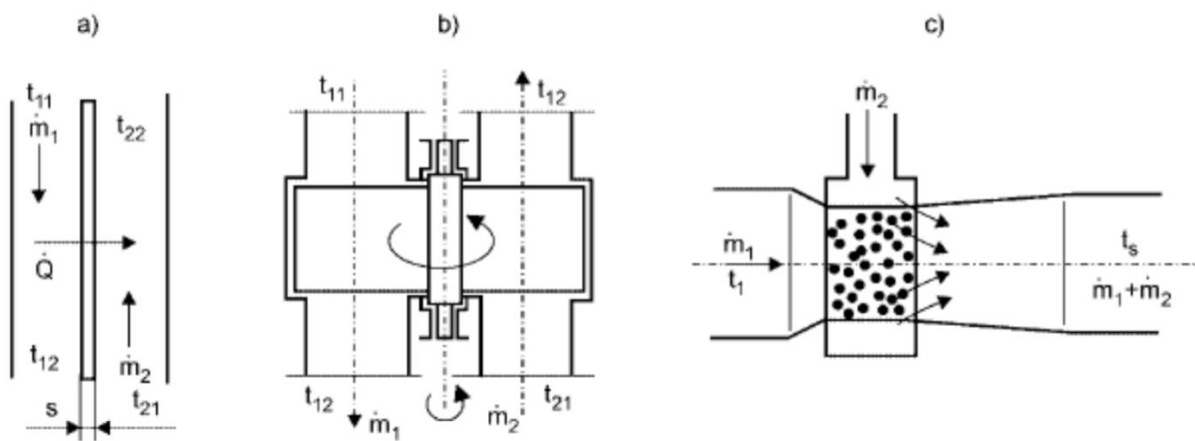 a)
t₁₁
ṁ₁
t₂₂
Q̇
t₁₂
ṁ₂
s
t₂₁
b)
t₁₁
t₁₂
t₁₂
ṁ₁
ṁ₂
t₂₁
c)
ṁ₂
ṁ₁
t₁
tₛ
ṁ₁+ṁ₂